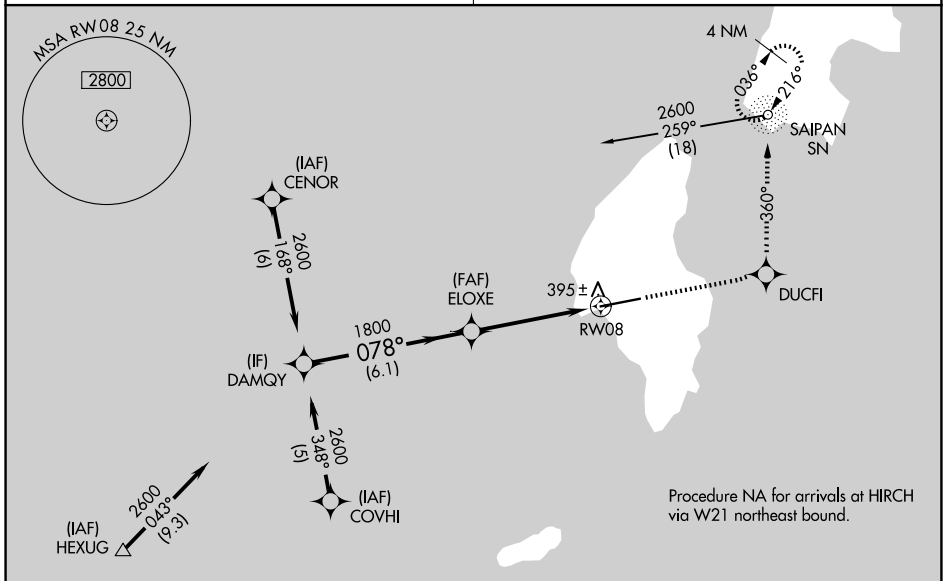 MSA RW08 25 NM
2800
4 NM
036°
216°
2600
259°
(18)
SAIPAN
SN
(IAF)
CENOR
2600
168°
(6)
360°
(FAF)
ELOXE
395±
RW08
DUCFI
1800
078°
(6.1)
(IF)
DAMQY
2600
348°
(5)
(IAF)
COVHI
2600
043°
(9.3)
(IAF)
HEXUG
Procedure NA for arrivals at HIRCH
via W21 northeast bound.